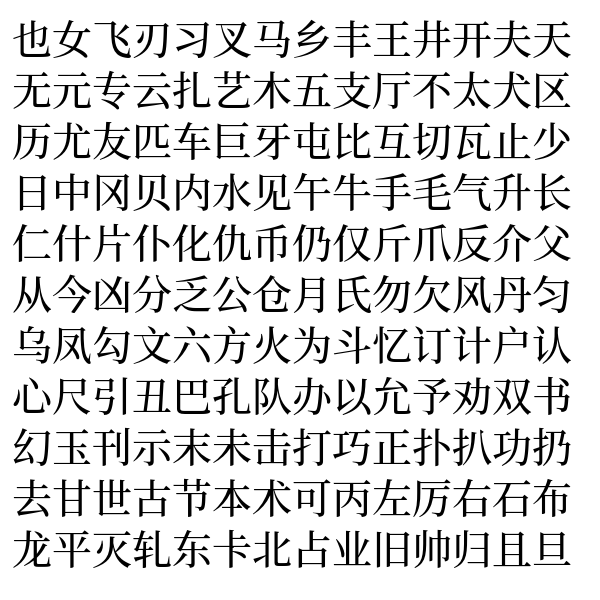 也女飞刃习叉马乡丰王井开夫天
无元专云扎艺木五支厅不太犬区
历尤友匹车巨牙屯比互切瓦止少
日中冈贝内水见午牛手毛气升长
仁什片仆化仇币仍仅斤爪反介父
从今凶分乏公仓月氏勿欠风丹匀
乌凤勾文六方火为斗忆订计户认
心尺引丑巴孔队办以允予劝双书
幻玉刊示末未击打巧正扑扒功扔
去甘世古节本术可丙左厉右石布
龙平灭轧东卡北占业旧帅归且旦